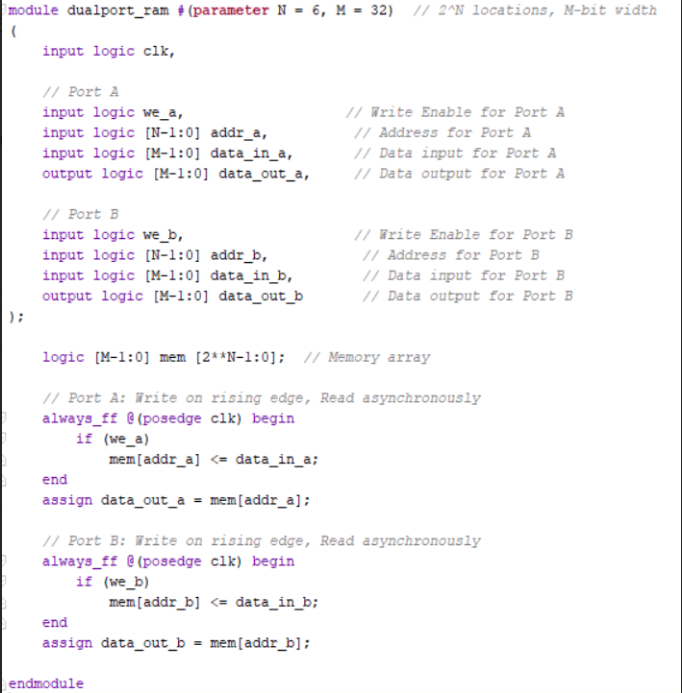 module dualport_ram #(parameter N = 6, M = 32)  // 2^N locations, M-bit width
(
    input logic clk,

    // Port A
    input logic we_a,                   // Write Enable for Port A
    input logic [N-1:0] addr_a,          // Address for Port A
    input logic [M-1:0] data_in_a,       // Data input for Port A
    output logic [M-1:0] data_out_a,     // Data output for Port A

    // Port B
    input logic we_b,                    // Write Enable for Port B
    input logic [N-1:0] addr_b,           // Address for Port B
    input logic [M-1:0] data_in_b,        // Data input for Port B
    output logic [M-1:0] data_out_b       // Data output for Port B
);

    logic [M-1:0] mem [2**N-1:0];  // Memory array

    // Port A: Write on rising edge, Read asynchronously
    always_ff @(posedge clk) begin
        if (we_a)
            mem[addr_a] <= data_in_a;
    end
    assign data_out_a = mem[addr_a];

    // Port B: Write on rising edge, Read asynchronously
    always_ff @(posedge clk) begin
        if (we_b)
            mem[addr_b] <= data_in_b;
    end
    assign data_out_b = mem[addr_b];

endmodule